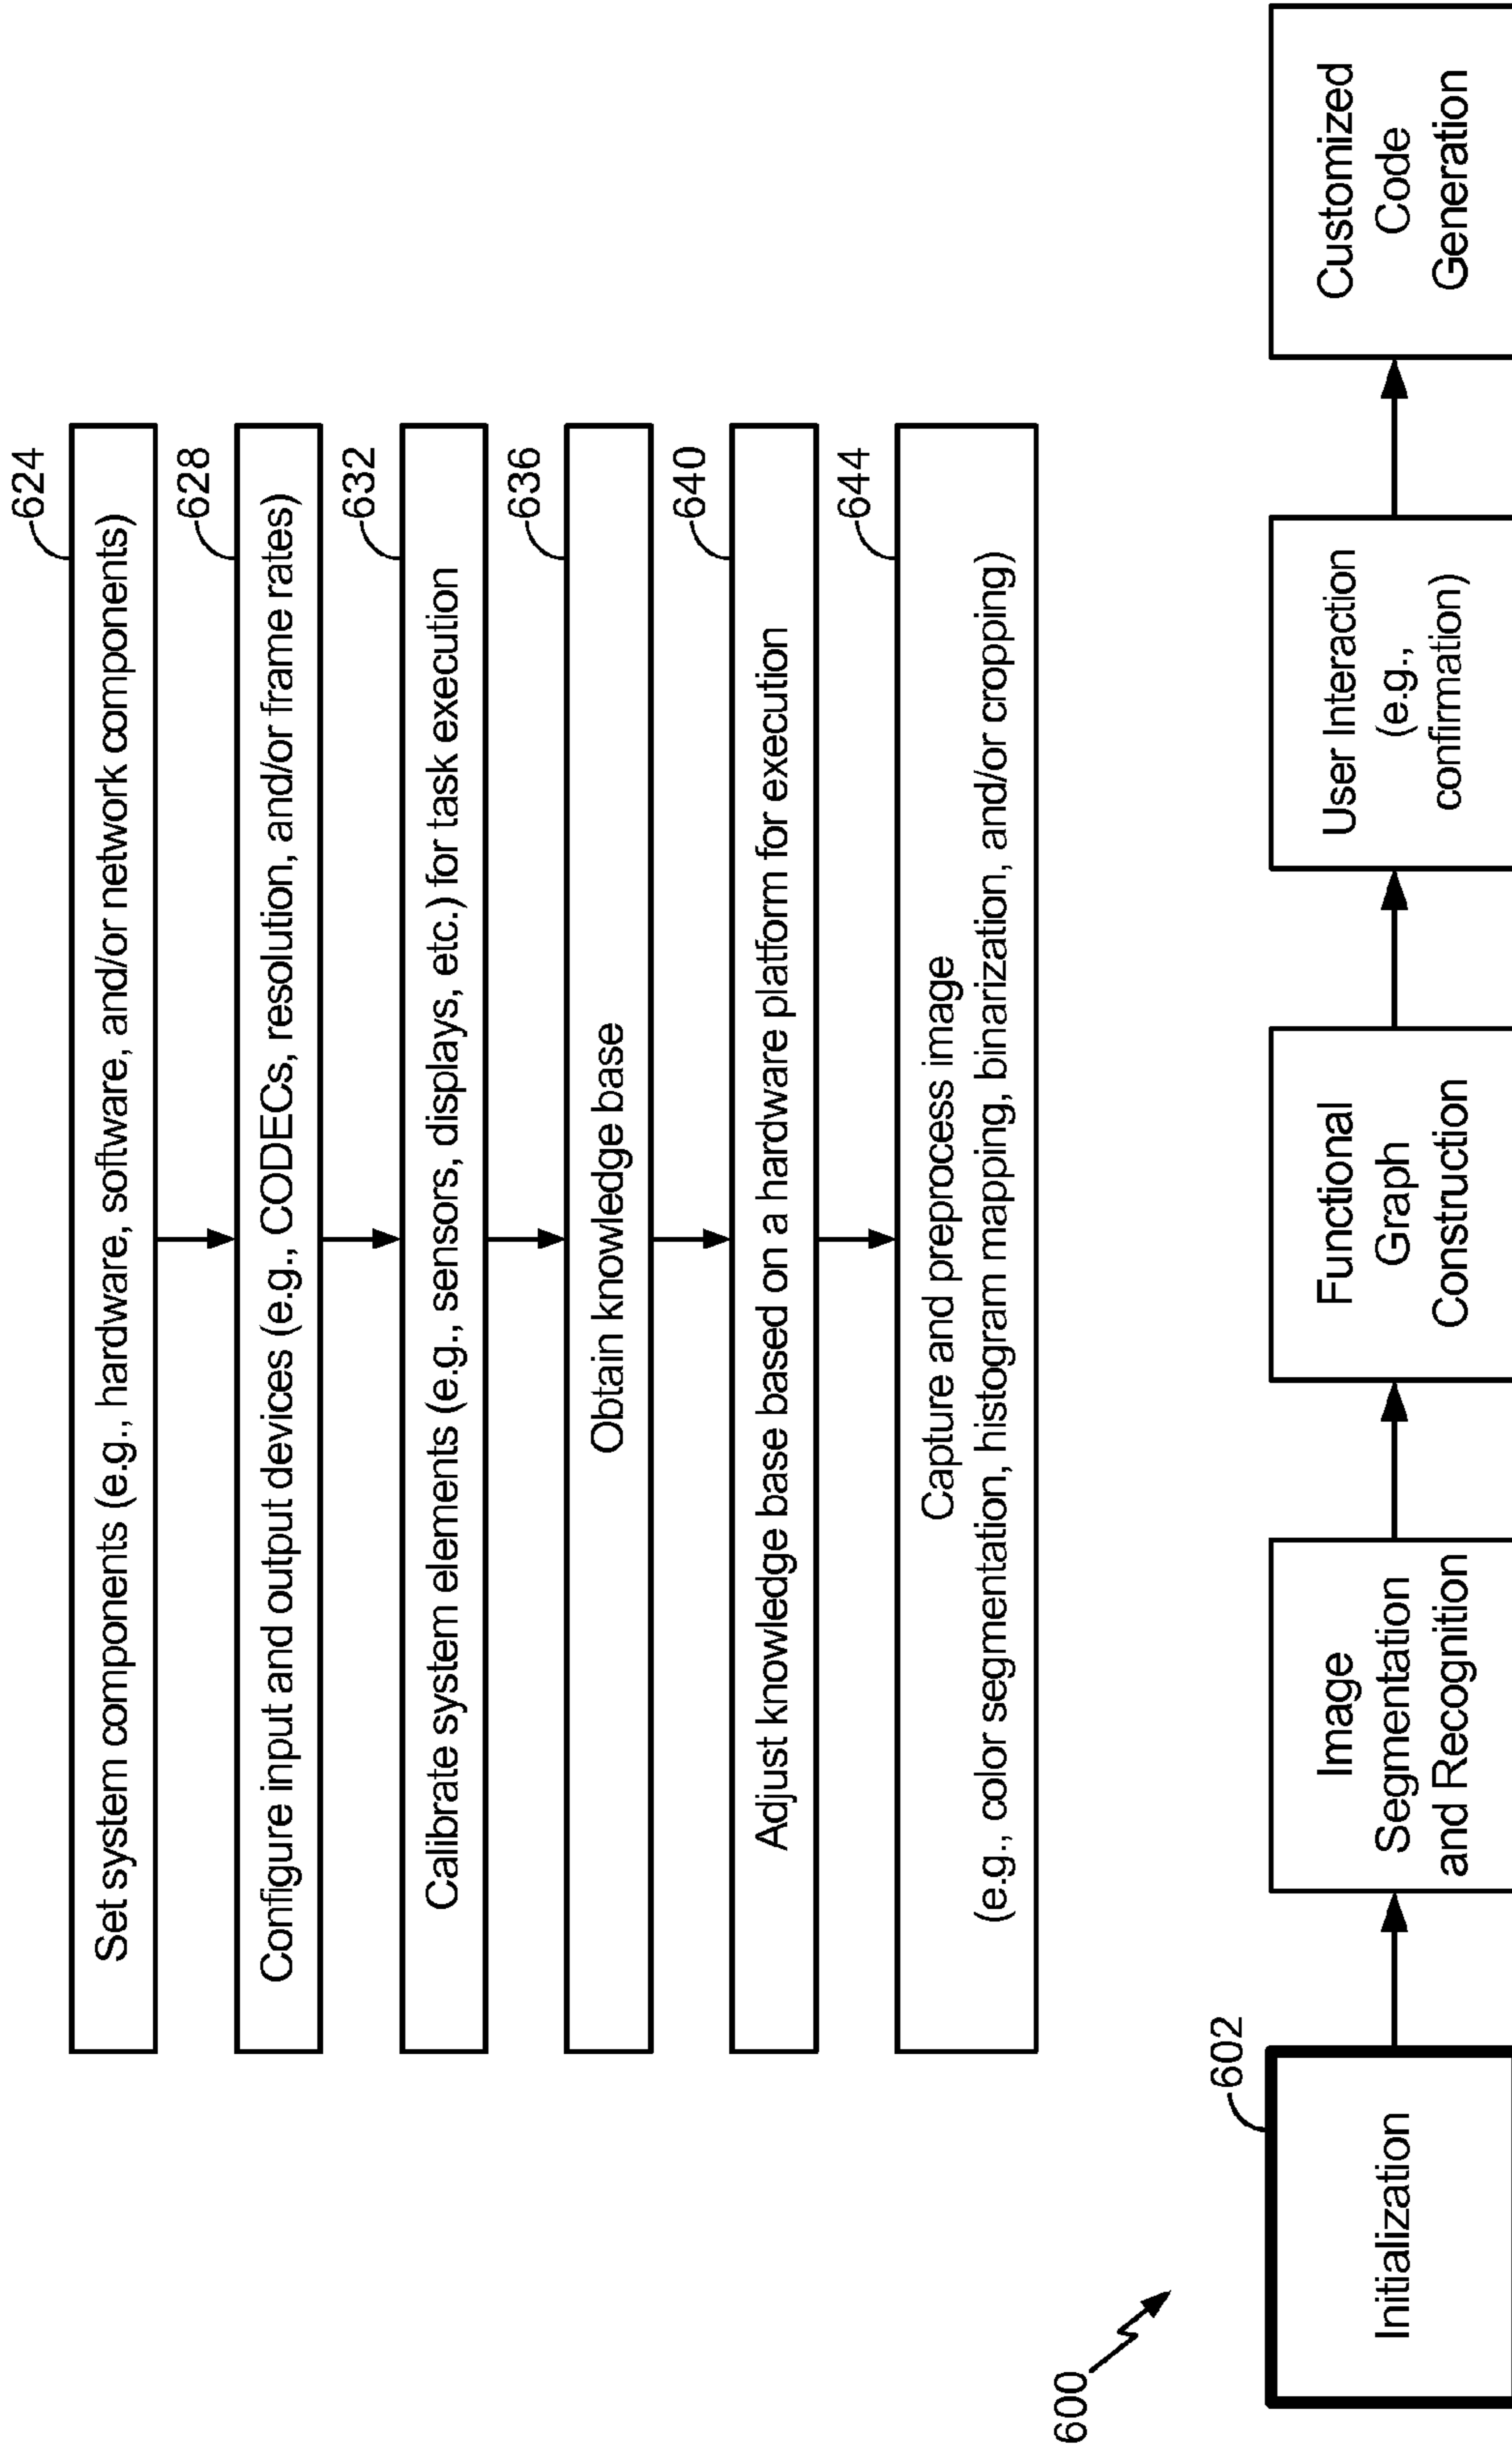 624
Set system components (e.g., hardware, software, and/or network components)
628
Configure input and output devices (e.g., CODECs, resolution, and/or frame rates)
632
Calibrate system elements (e.g., sensors, displays, etc.) for task execution
636
Obtain knowledge base
640
Adjust knowledge base based on a hardware platform for execution
644
Capture and preprocess image
(e.g., color segmentation, histogram mapping, binarization, and/or cropping)
600
602
Initialization
Image
Segmentation
and Recognition
Functional
Graph
Construction
User Interaction
(e.g.,
confirmation)
Customized
Code
Generation